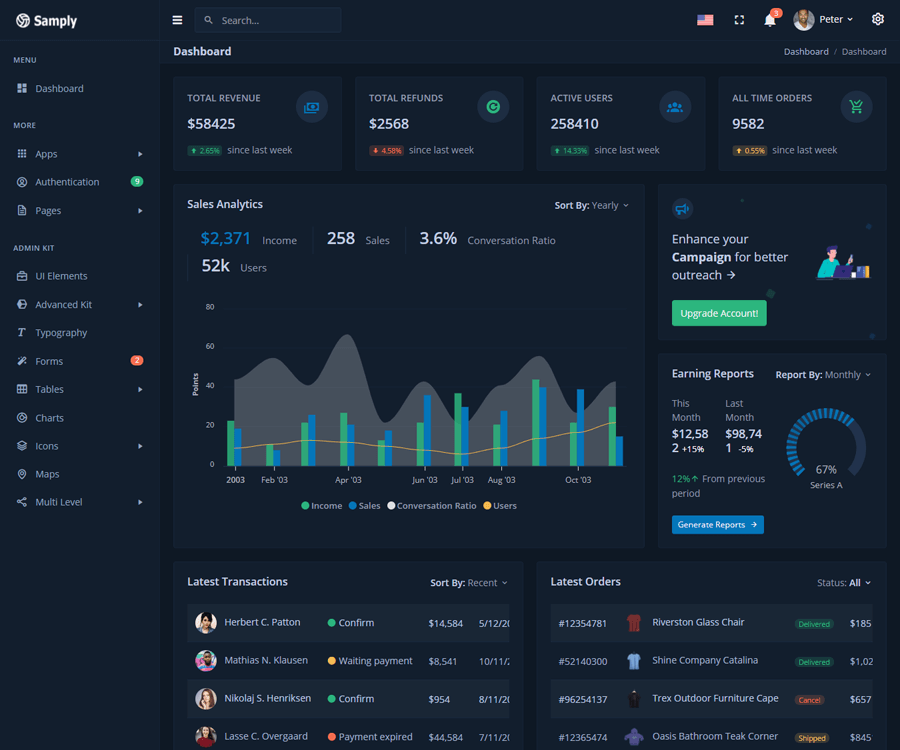 Samply
Search...
3
Peter
MENU
Dashboard
MORE
Apps
Authentication 9
Pages
ADMIN KIT
UI Elements
Advanced Kit
Typography
Forms 2
Tables
Charts
Icons
Maps
Multi Level
Dashboard
Dashboard / Dashboard
TOTAL REVENUE
$58425
2.65% since last week
TOTAL REFUNDS
$2568
4.58% since last week
ACTIVE USERS
258410
14.33% since last week
ALL TIME ORDERS
9582
0.55% since last week
Sales Analytics
Sort By: Yearly
$2,371 Income
258 Sales
3.6% Conversation Ratio
52k Users
80
60
40
20
0
Points
2003 Feb '03 Apr '03 Jun '03 Jul '03 Aug '03 Oct '03
Income Sales Conversation Ratio Users
Enhance your
Campaign for better
outreach →
Upgrade Account!
Earning Reports
Report By: Monthly
This
Month
$12,58
2 +15%
Last
Month
$98,74
1 -5%
12%↑ From previous
period
Generate Reports →
67%
Series A
Latest Transactions
Sort By: Recent
Herbert C. Patton Confirm $14,584 5/12/20
Mathias N. Klausen Waiting payment $8,541 10/11/2
Nikolaj S. Henriksen Confirm $954 8/11/20
Lasse C. Overgaard Payment expired $44,584 7/11/20
Latest Orders
Status: All
#12354781 Riverston Glass Chair Delivered $185
#52140300 Shine Company Catalina Delivered $1,02
#96254137 Trex Outdoor Furniture Cape Cancel $657
#12365474 Oasis Bathroom Teak Corner Shipped $845